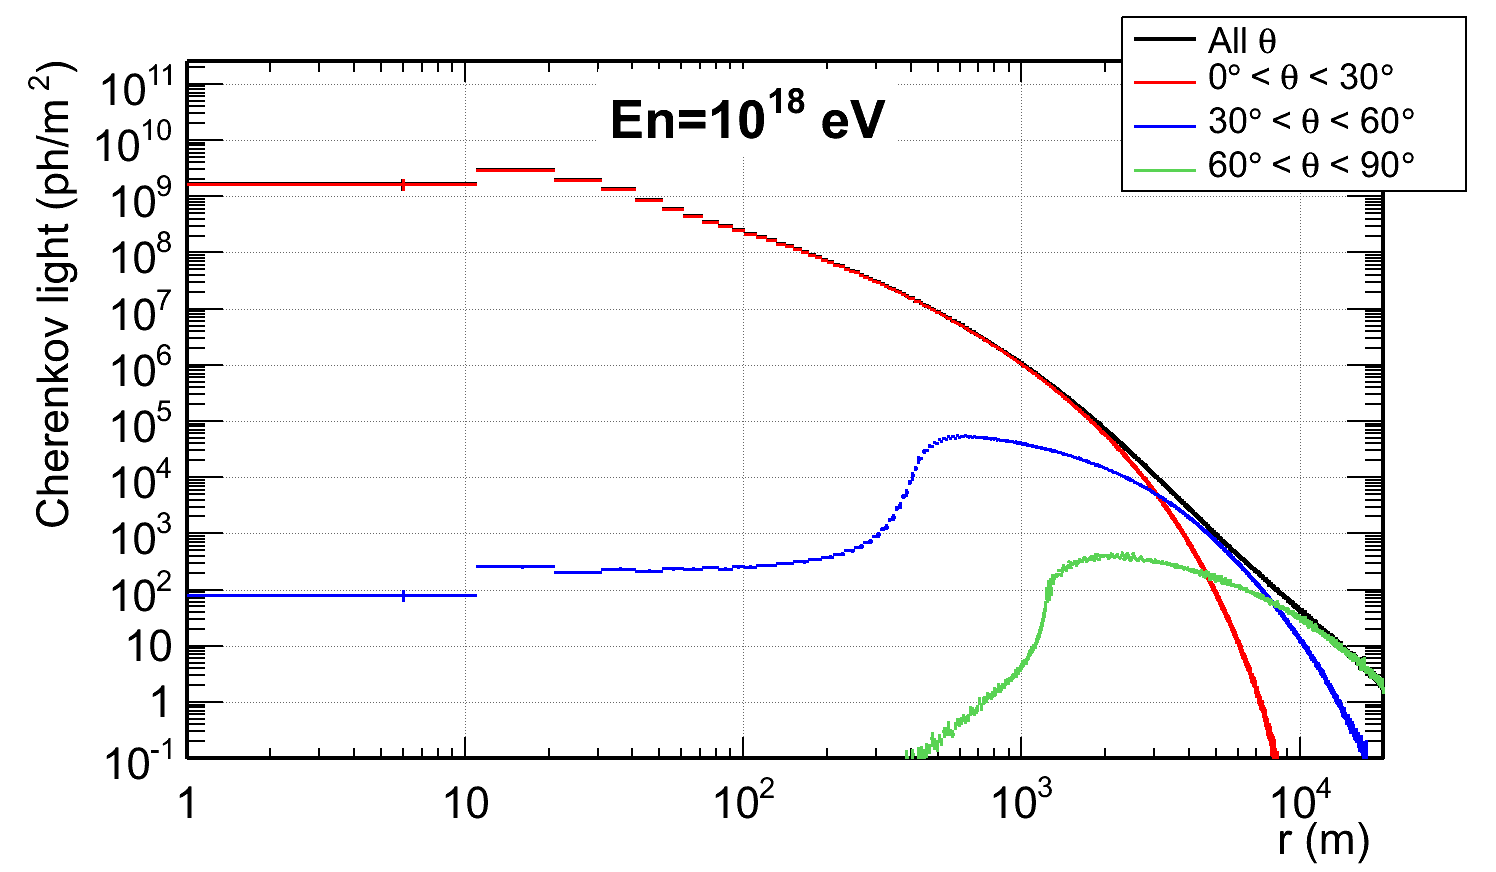 All θ
0° < θ < 30°
30° < θ < 60°
60° < θ < 90°
En=10¹⁸ eV
Cherenkov light (ph/m²)
10¹¹
10¹⁰
10⁹
10⁸
10⁷
10⁶
10⁵
10⁴
10³
10²
10
1
10⁻¹
1 10 10² 10³ 10⁴
r (m)